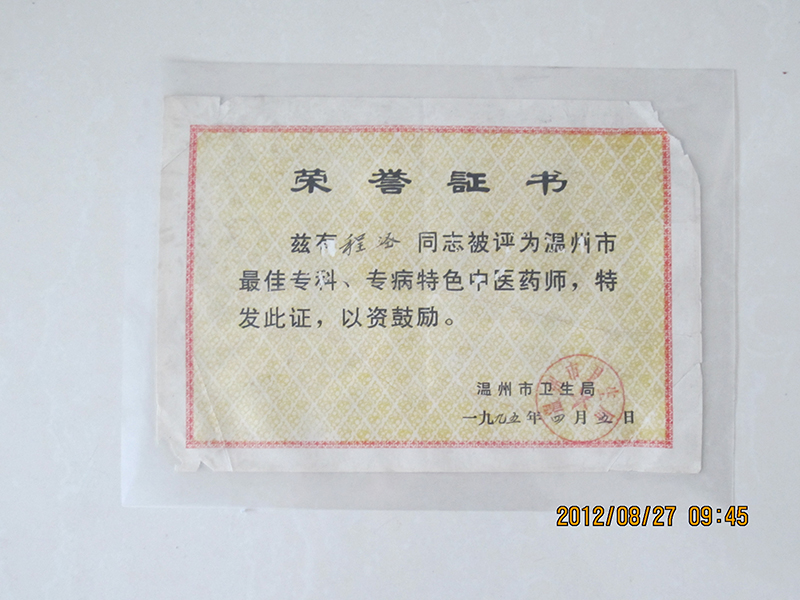 荣誉证书
兹有程 同志被评为温州市
最佳专科、专病特色中医药师，特
发此证，以资鼓励。
温州市卫生局
一九九五年四月五日
2012/08/27 09:45